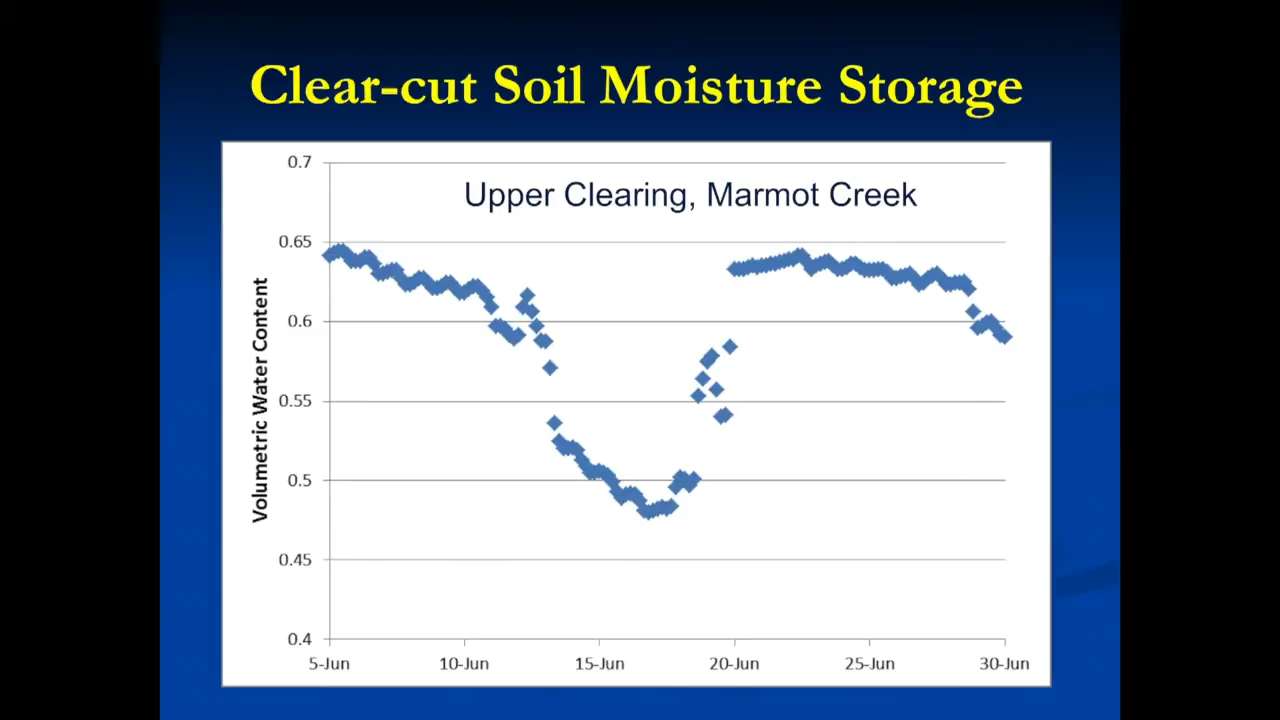 Clear-cut Soil Moisture Storage
Upper Clearing, Marmot Creek
Volumetric Water Content
0.7
0.65
0.6
0.55
0.5
0.45
0.4
5-Jun
10-Jun
15-Jun
20-Jun
25-Jun
30-Jun